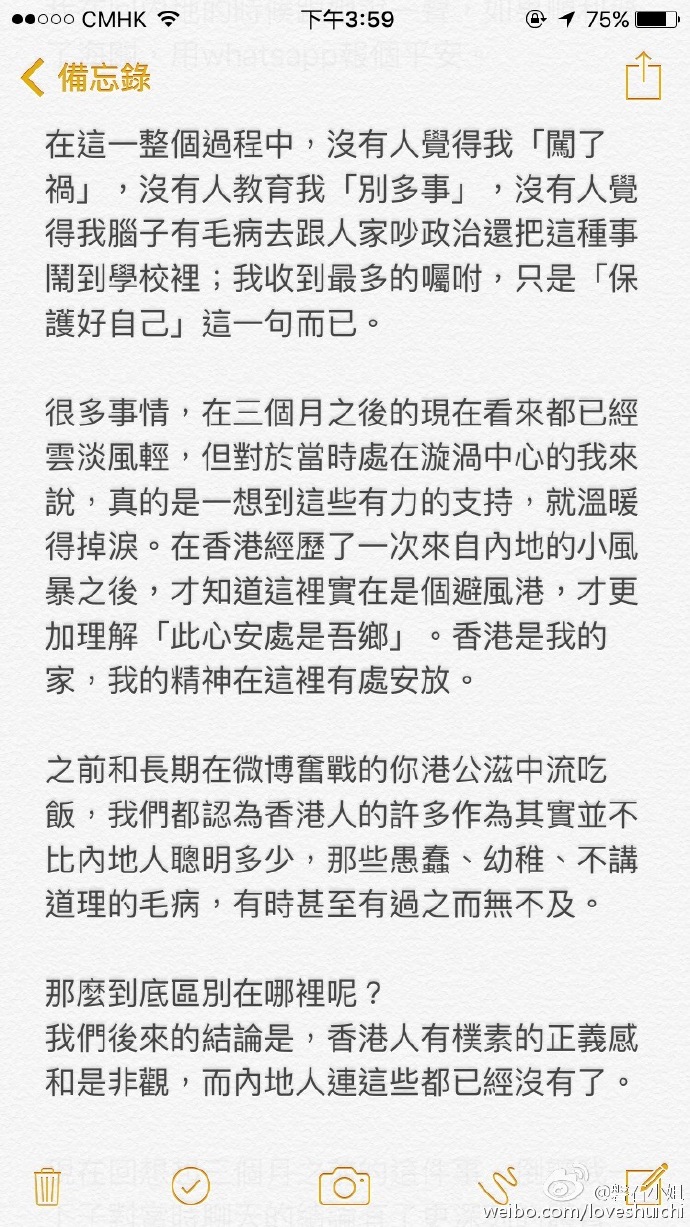 CMHK 下午3:59 75%
備忘錄
在這一整個過程中，沒有人覺得我「闖了
禍」，沒有人教育我「別多事」，沒有人覺
得我腦子有毛病去跟人家吵政治還把這種事
鬧到學校裡；我收到最多的囑咐，只是「保
護好自己」這一句而已。
很多事情，在三個月之後的現在看來都已經
雲淡風輕，但對於當時處在漩渦中心的我來
說，真的是一想到這些有力的支持，就溫暖
得掉淚。在香港經歷了一次來自內地的小風
暴之後，才知道這裡實在是個避風港，才更
加理解「此心安處是吾鄉」。香港是我的
家，我的精神在這裡有處安放。
之前和長期在微博奮戰的你港公滋中流吃
飯，我們都認為香港人的許多作為其實並不
比內地人聰明多少，那些愚蠢、幼稚、不講
道理的毛病，有時甚至有過之而無不及。
那麼到底區別在哪裡呢？
我們後來的結論是，香港人有樸素的正義感
和是非觀，而內地人連這些都已經沒有了。
weibo.com/loveshuichi